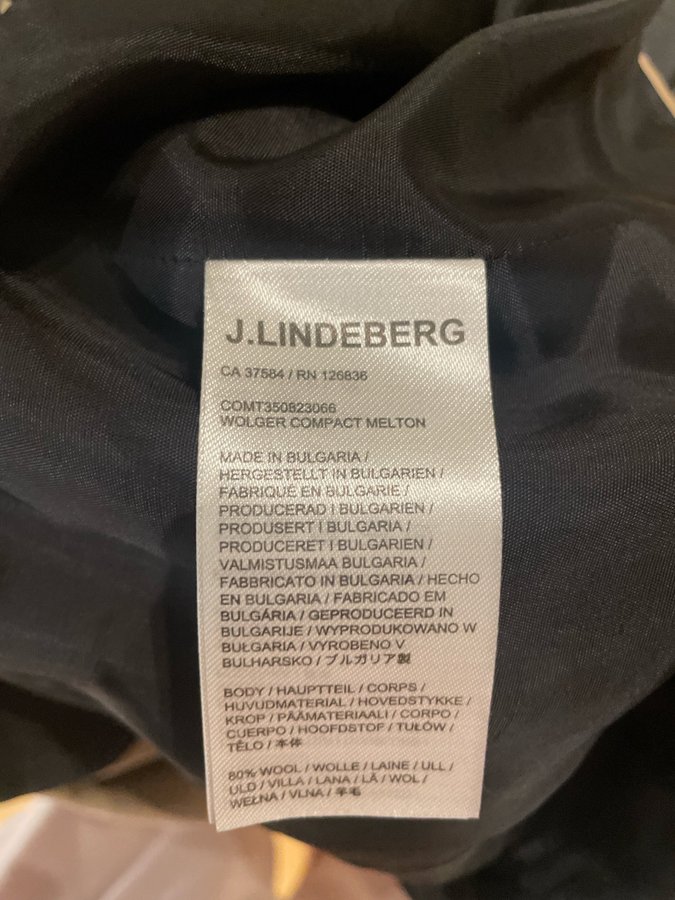 J.LINDEBERG
CA 37584 / RN 126836
COMT350823066
WOLGER COMPACT MELTON
MADE IN BULGARIA /
HERGESTELLT IN BULGARIEN /
FABRIQUÉ EN BULGARIE /
PRODUCERAD I BULGARIEN /
PRODUSERT I BULGARIA /
PRODUCERET I BULGARIEN /
VALMISTUSMAA BULGARIA /
FABBRICATO IN BULGARIA / HECHO
EN BULGARIA / FABRICADO EM
BULGÁRIA / GEPRODUCEERD IN
BULGARIJE / WYPRODUKOWANO W
BUŁGARIA / VYROBENO V
BULHARSKO / ブルガリア製
BODY / HAUPTTEIL / CORPS /
HUVUDMATERIAL / HOVEDSTYKKE /
KROP / PÄÄMATERIAALI / CORPO /
CUERPO / HOOFDSTOF / TUŁÓW /
TĚLO / 本体
80% WOOL / WOLLE / LAINE / ULL /
ULD / VILLA / LANA / LÃ / WOL /
WEŁNA / VLNA / 羊毛